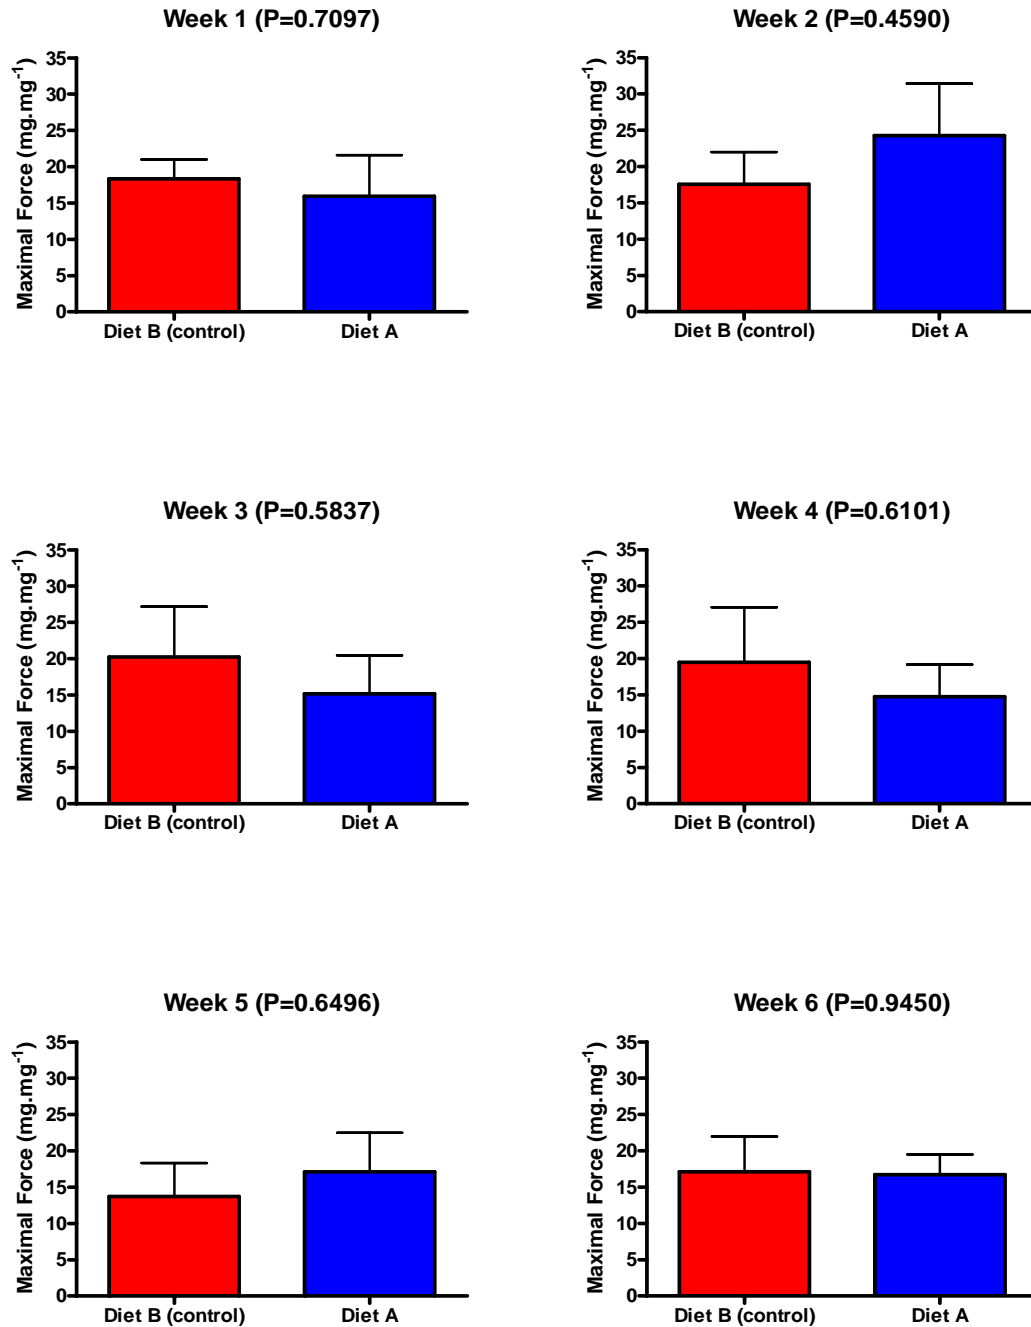 Week 1 (P=0.7097)
Maximal Force (mg.mg-1)
35
30
25
20
15
10
5
0
Diet B (control) Diet A
Week 2 (P=0.4590)
Maximal Force (mg.mg-1)
35
30
25
20
15
10
5
0
Diet B (control) Diet A
Week 3 (P=0.5837)
Maximal Force (mg.mg-1)
35
30
25
20
15
10
5
0
Diet B (control) Diet A
Week 4 (P=0.6101)
Maximal Force (mg.mg-1)
35
30
25
20
15
10
5
0
Diet B (control) Diet A
Week 5 (P=0.6496)
Maximal Force (mg.mg-1)
35
30
25
20
15
10
5
0
Diet B (control) Diet A
Week 6 (P=0.9450)
Maximal Force (mg.mg-1)
35
30
25
20
15
10
5
0
Diet B (control) Diet A